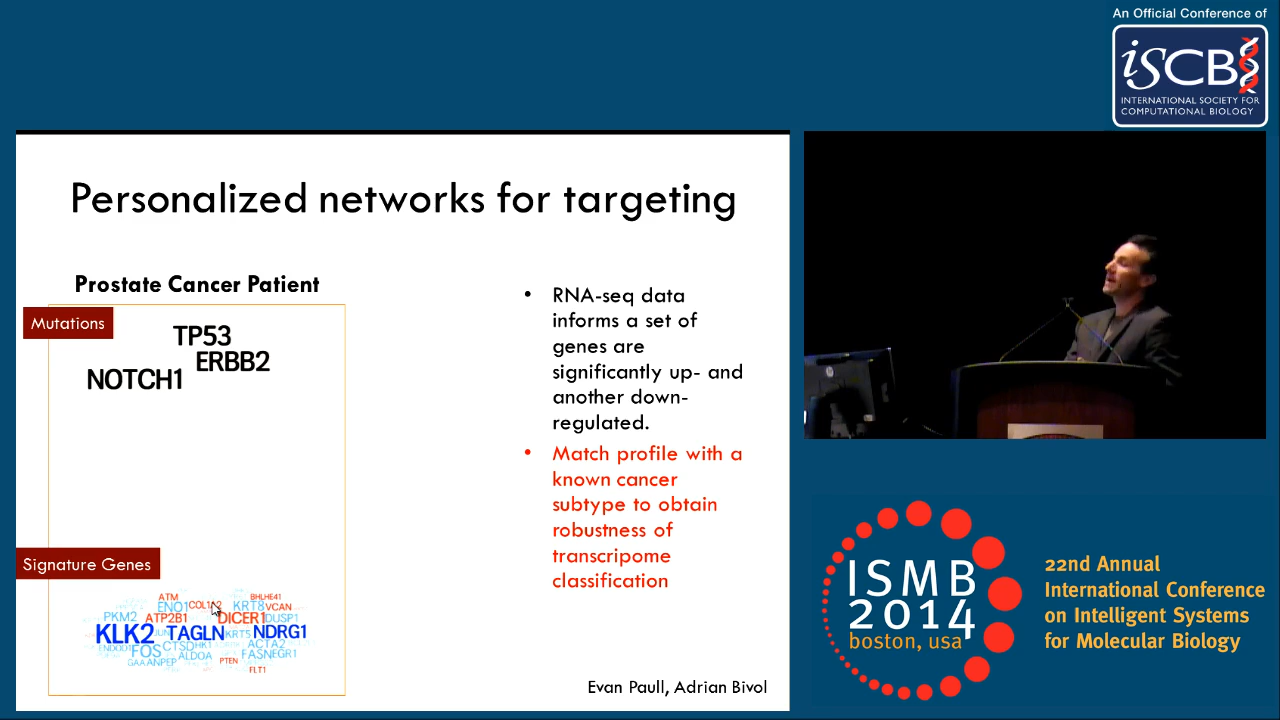 An Official Conference of
iSCB
INTERNATIONAL SOCIETY FOR
COMPUTATIONAL BIOLOGY
Personalized networks for targeting
Prostate Cancer Patient
Mutations
TP53
ERBB2
NOTCH1
• RNA-seq data
informs a set of
genes are
significantly up- and
another down-
regulated.
• Match profile with a
known cancer
subtype to obtain
robustness of
transcripome
classification
Signature Genes
ATM BHLHE41
ENO1 KRT8 VCAN
PKM2 ATP2B1 DICER1 DUSP1
KLK2 TAGLN KRT5 NDRG1
FOS CTSD ACTA2
ALDOA FASN EGR1
GAA ANPEP PTEN
FLT1
Evan Paull, Adrian Bivol
ISMB
2014
boston, usa
22nd Annual
International Conference
on Intelligent Systems
for Molecular Biology